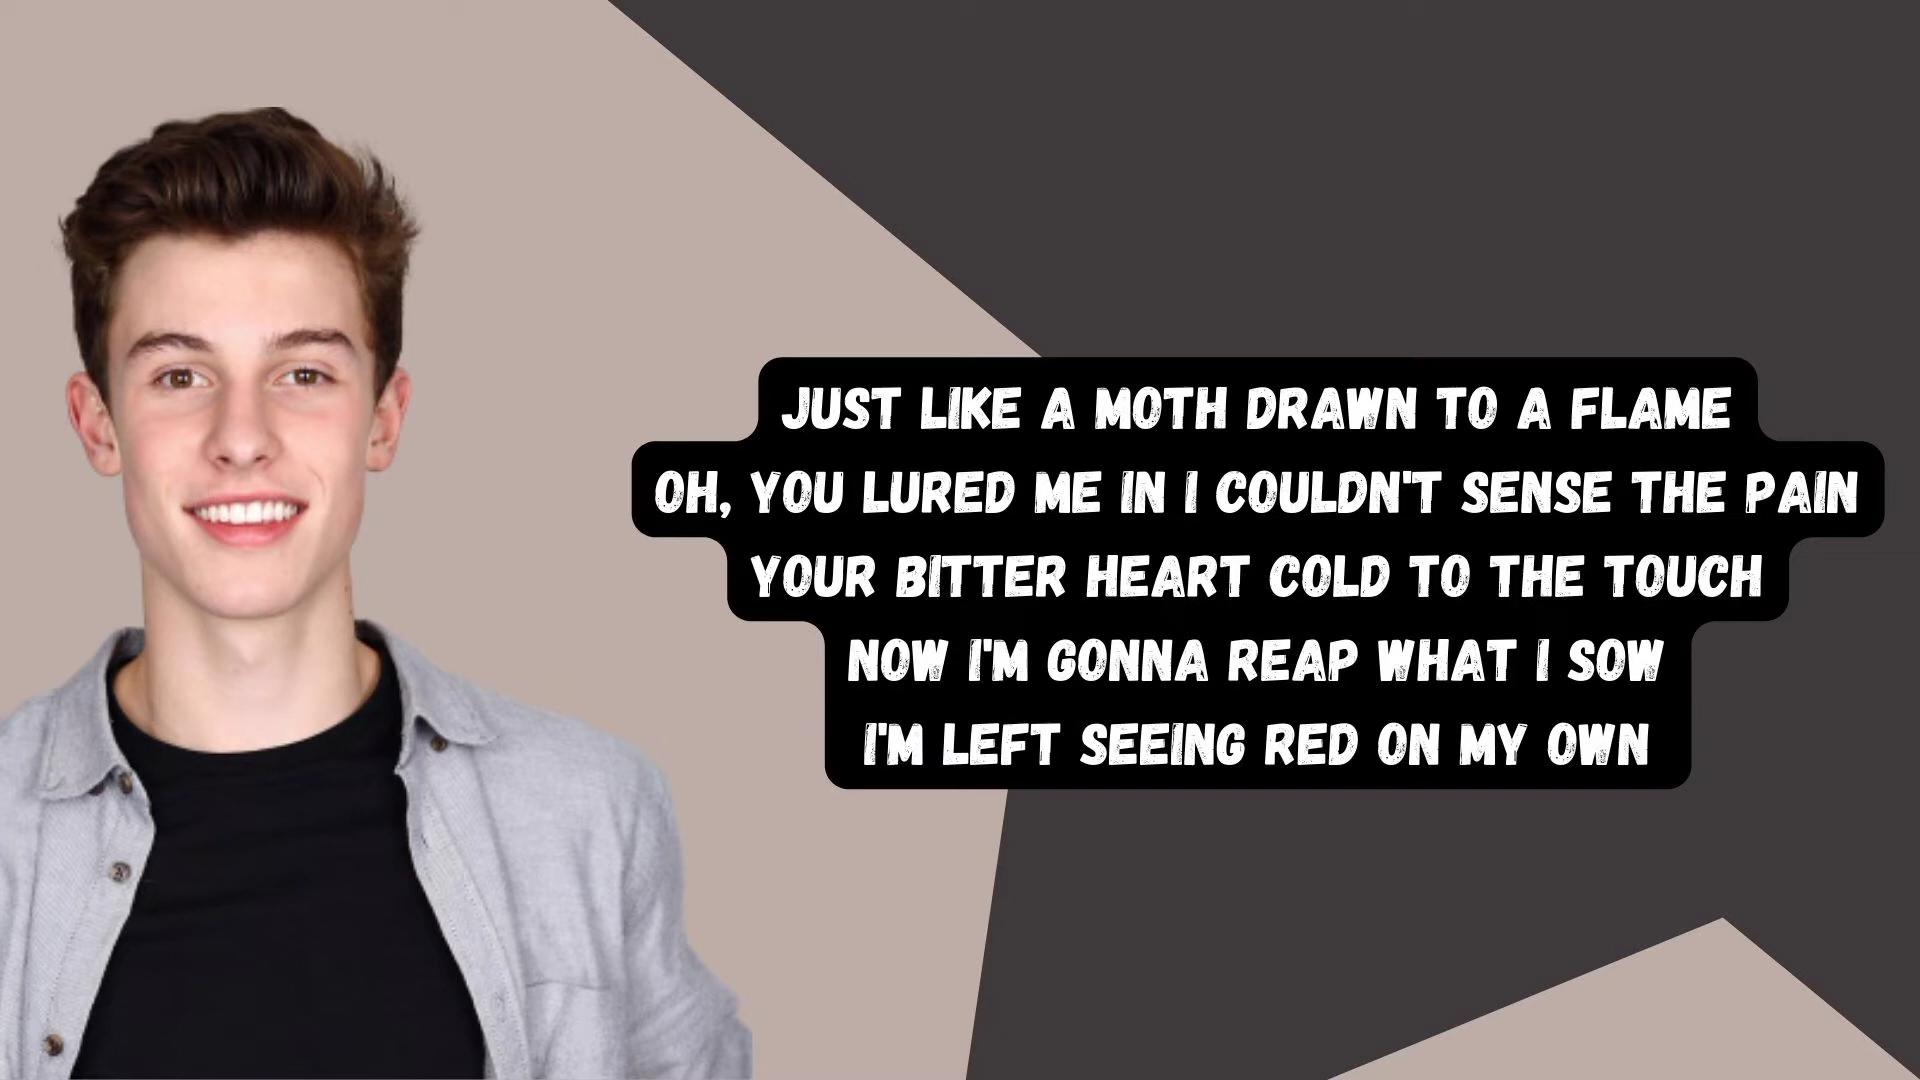 JUST LIKE A MOTH DRAWN TO A FLAME
OH, YOU LURED ME IN I COULDN'T SENSE THE PAIN
YOUR BITTER HEART COLD TO THE TOUCH
NOW I'M GONNA REAP WHAT I SOW
I'M LEFT SEEING RED ON MY OWN